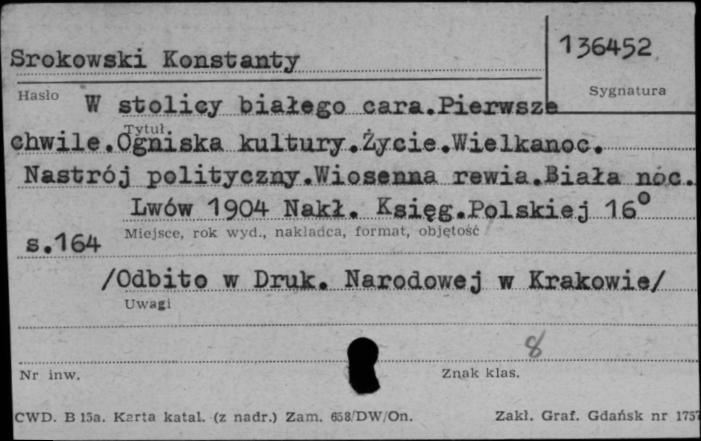 Srokowski Konstanty 136452
Hasło Sygnatura
W stolicy białego cara.Pierwsze
Tytuł
chwile.Ogniska kultury.Życie.Wielkanoc.
Nastrój polityczny.Wiosenna rewia.Biała noc.
Lwów 1904 Nakł. Księg.Polskiej 16°
Miejsce, rok wyd., nakładca, format, objętość
s.164
/Odbito w Druk. Narodowej w Krakowie/
Uwagi
8
Nr inw. Znak klas.
CWD. B 15a. Karta katal. (z nadr.) Zam. 658/DW/On. Zakł. Graf. Gdańsk nr 1757